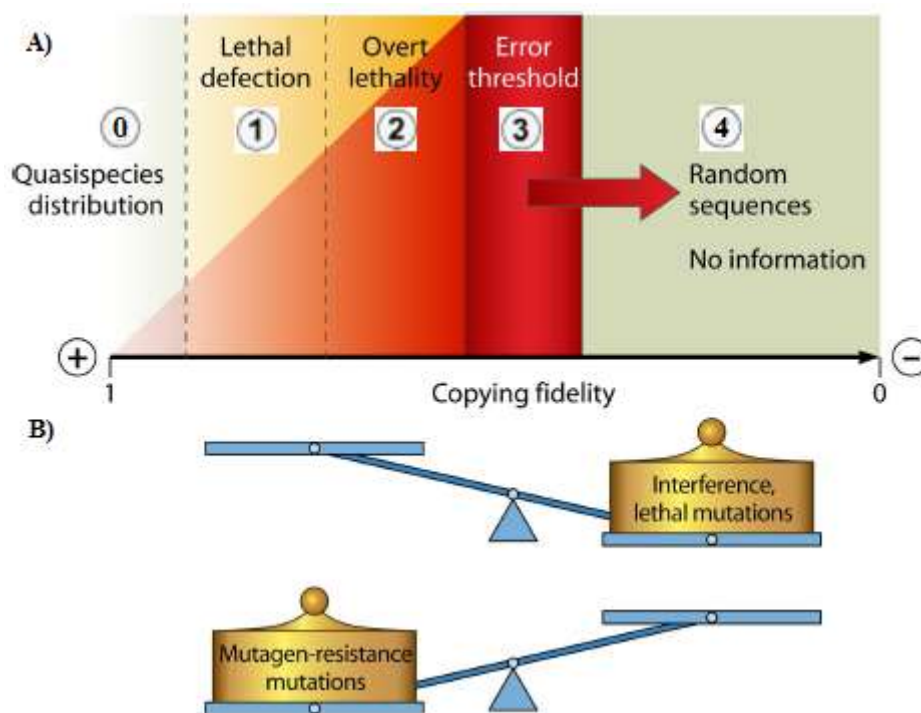 A)
Lethal
defection
Overt
lethality
Error
threshold
0
1
2
3
4
Quasispecies
distribution
Random
sequences
No information
+
−
1
Copying fidelity
0
B)
Interference,
lethal mutations
Mutagen-resistance
mutations